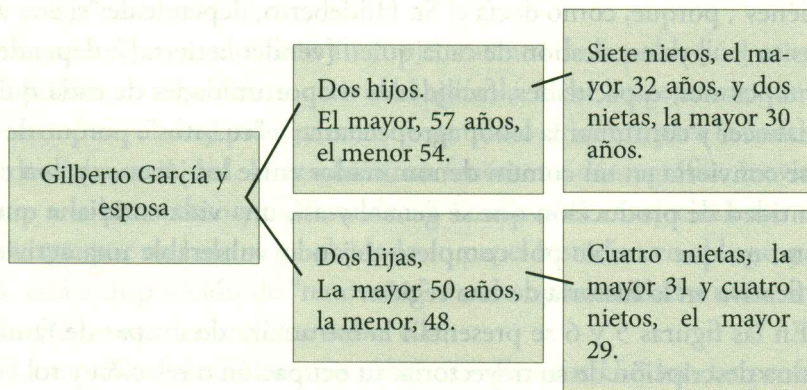 Gilberto García y
esposa
Dos hijos.
El mayor, 57 años,
el menor 54.
Siete nietos, el ma-
yor 32 años, y dos
nietas, la mayor 30
años.
Dos hijas,
La mayor 50 años,
la menor, 48.
Cuatro nietas, la
mayor 31 y cuatro
nietos, el mayor
29.